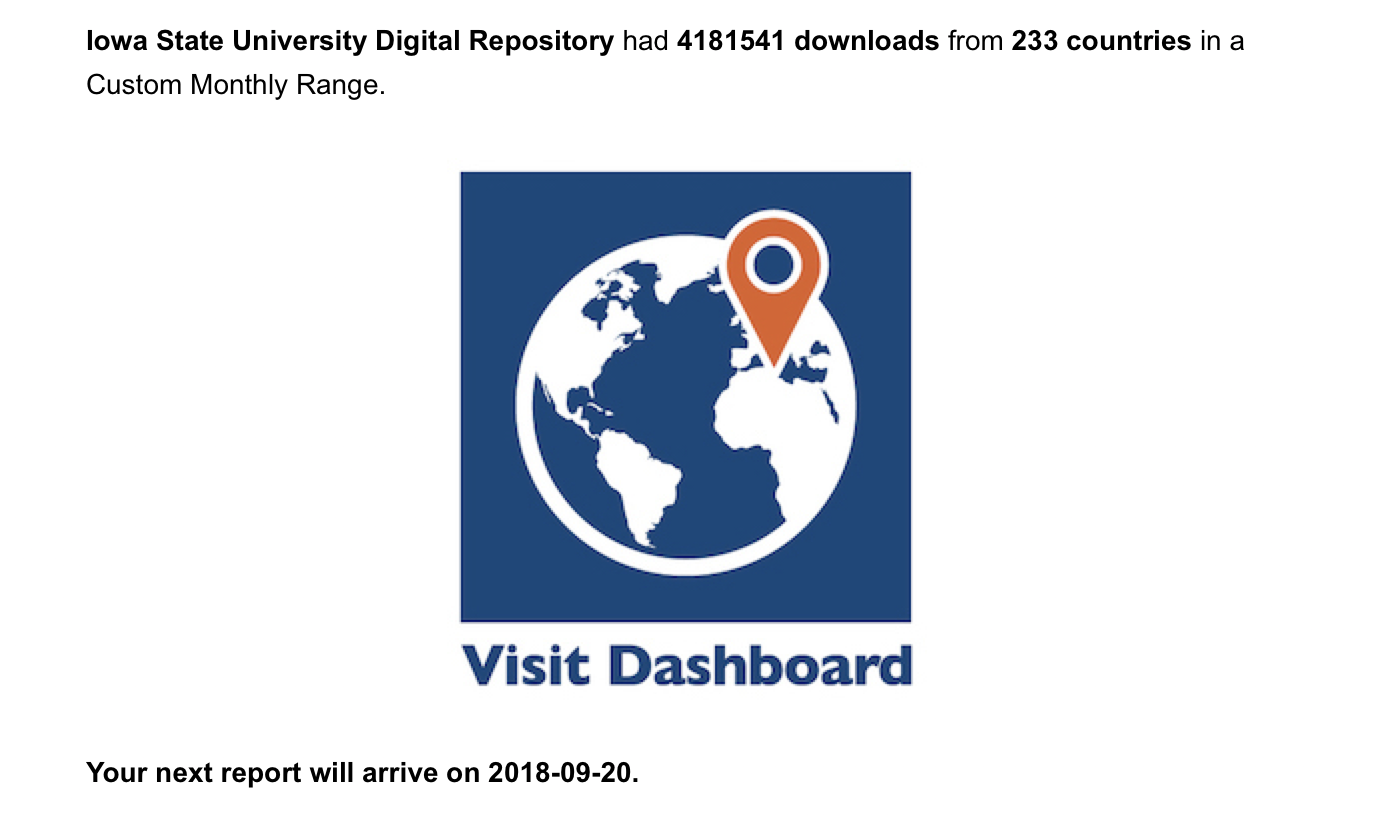 Iowa State University Digital Repository had 4181541 downloads from 233 countries in a
Custom Monthly Range.
Visit Dashboard
Your next report will arrive on 2018-09-20.